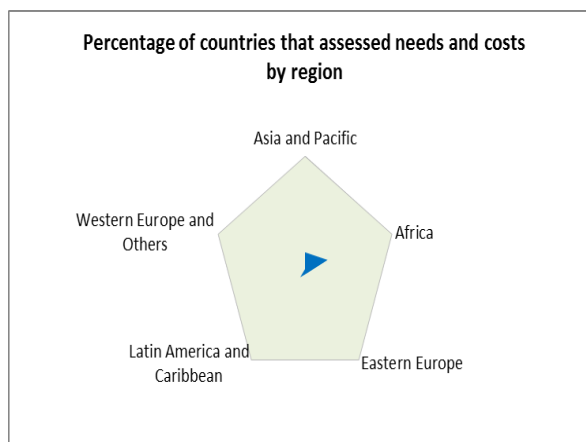 Percentage of countries that assessed needs and costs
by region
Asia and Pacific
Western Europe and
Others
Africa
Latin America and
Caribbean
Eastern Europe